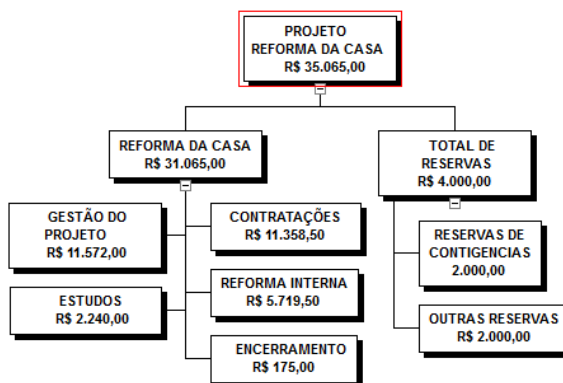 PROJETO
REFORMA DA CASA
R$ 35.065,00
REFORMA DA CASA
R$ 31.065,00
TOTAL DE
RESERVAS
R$ 4.000,00
GESTÃO DO
PROJETO
R$ 11.572,00
CONTRATAÇÕES
R$ 11.358,50
ESTUDOS
R$ 2.240,00
REFORMA INTERNA
R$ 5.719,50
ENCERRAMENTO
R$ 175,00
RESERVAS DE
CONTIGENCIAS
2.000,00
OUTRAS RESERVAS
R$ 2.000,00